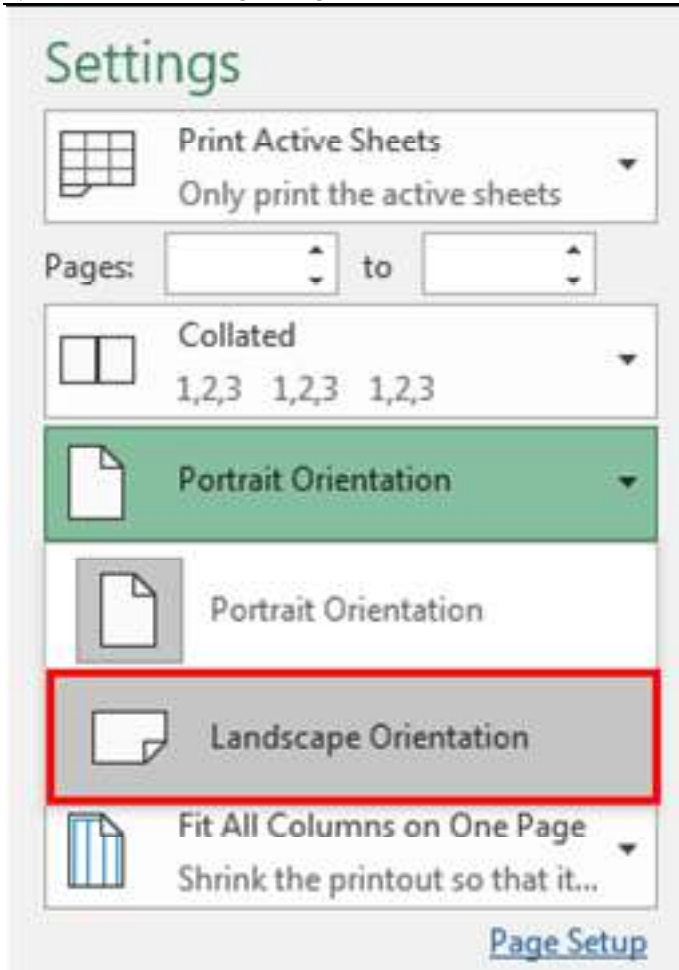 Settings
Print Active Sheets
Only print the active sheets
Pages:
to
Collated
1,2,3 1,2,3 1,2,3
Portrait Orientation
Portrait Orientation
Landscape Orientation
Fit All Columns on One Page
Shrink the printout so that it...
Page Setup